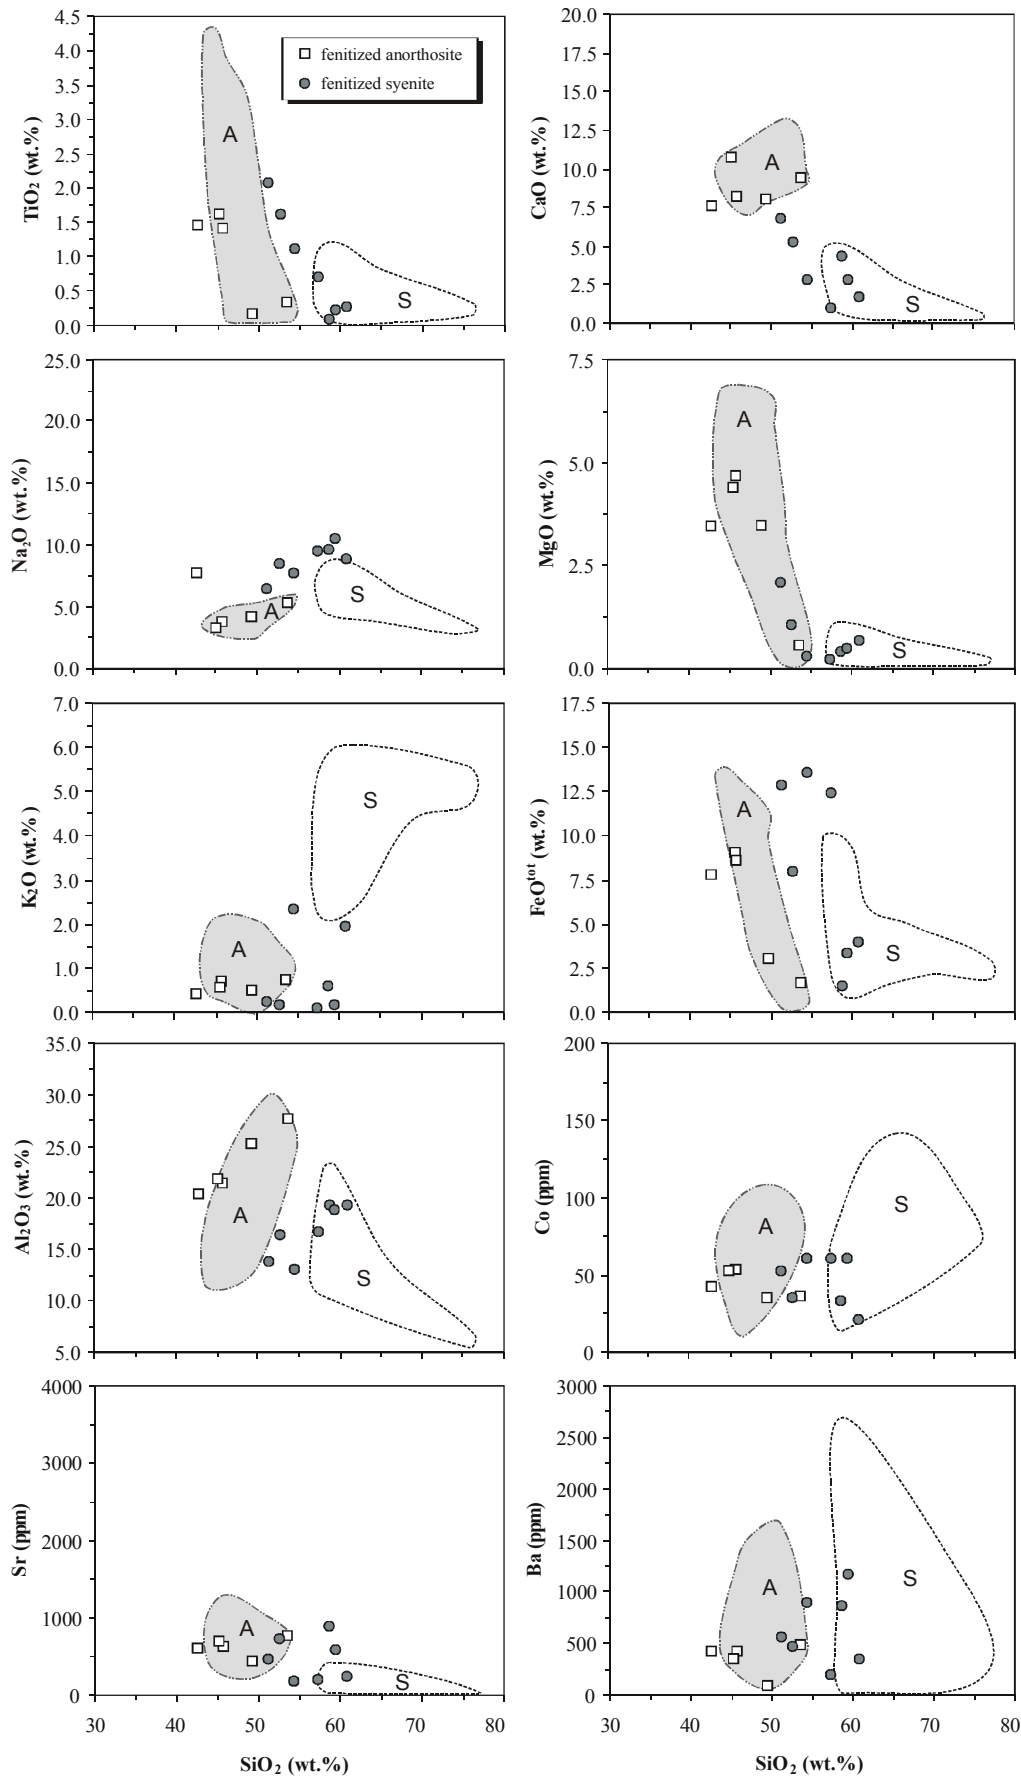 4.5
4.0
3.5
3.0
2.5
2.0
1.5
1.0
0.5
0.0
TiO₂ (wt.%)
fenitized anorthosite
fenitized syenite
A
S
20.0
17.5
15.0
12.5
10.0
7.5
5.0
2.5
0.0
CaO (wt.%)
A
S
25.0
20.0
15.0
10.0
5.0
0.0
Na₂O (wt.%)
A
S
7.5
5.0
2.5
0.0
MgO (wt.%)
A
S
7.0
6.0
5.0
4.0
3.0
2.0
1.0
0.0
K₂O (wt.%)
S
A
17.5
15.0
12.5
10.0
7.5
5.0
2.5
0.0
FeOᵗᵒᵗ (wt.%)
A
S
35.0
30.0
25.0
20.0
15.0
10.0
5.0
Al₂O₃ (wt.%)
A
S
200
150
100
50
0
Co (ppm)
A
S
4000
3000
2000
1000
0
Sr (ppm)
A
S
30 40 50 60 70 80
SiO₂ (wt.%)
3000
2500
2000
1500
1000
500
0
Ba (ppm)
A
S
30 40 50 60 70 80
SiO₂ (wt.%)